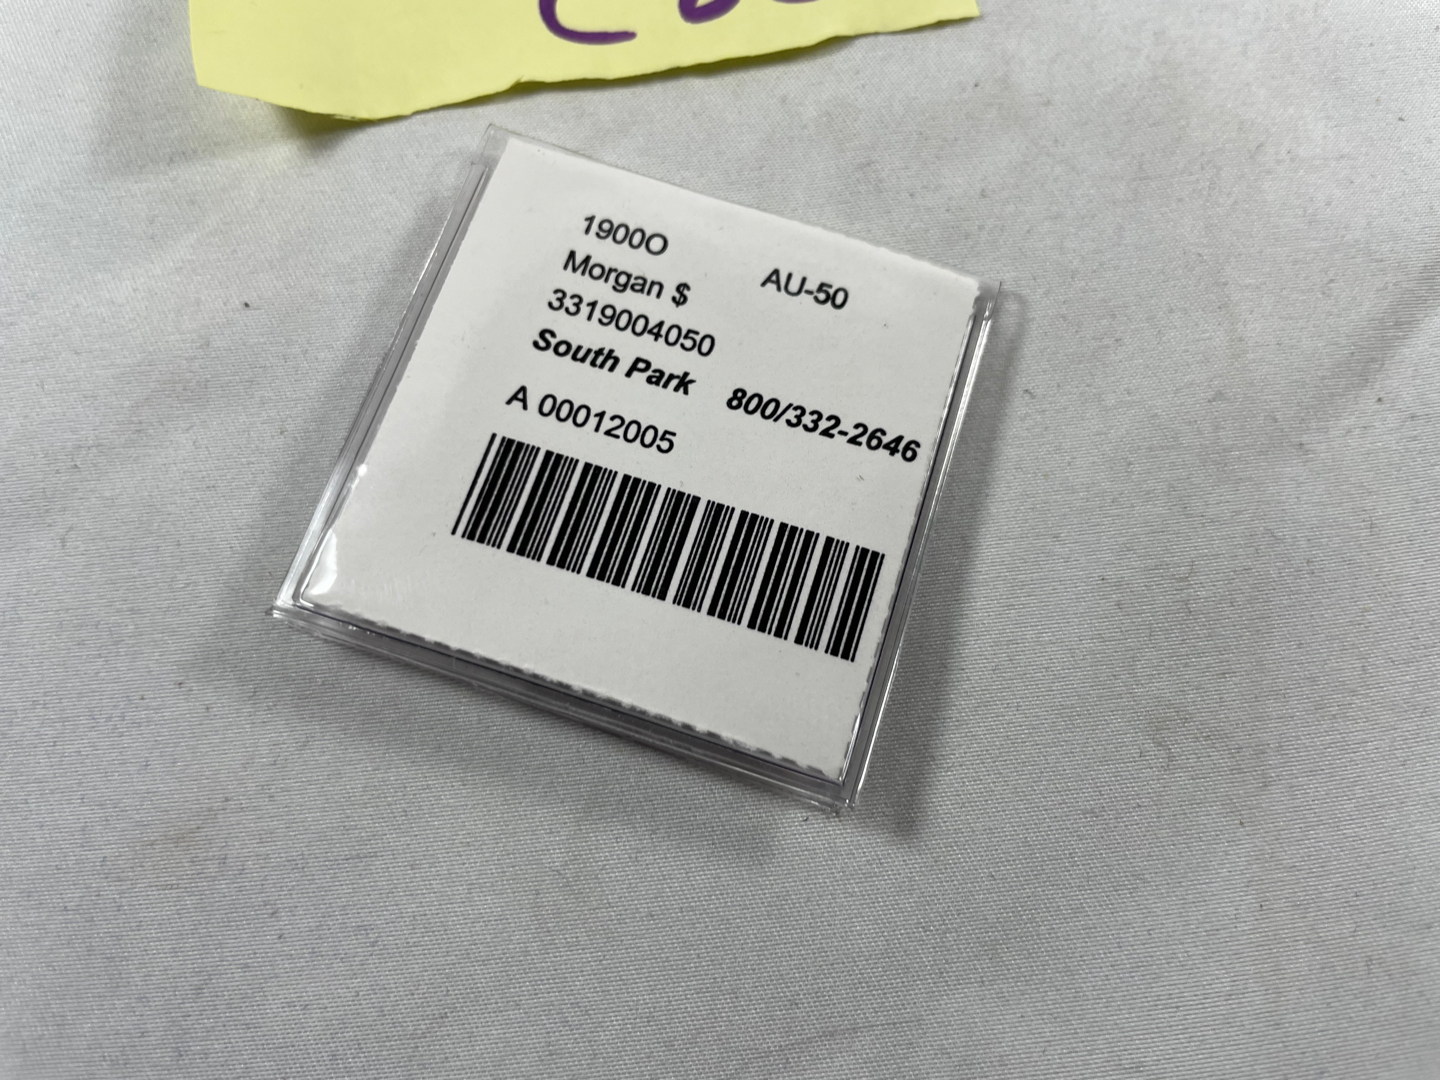 1900O
Morgan $ AU-50
3319004050
South Park 800/332-2646
A 00012005